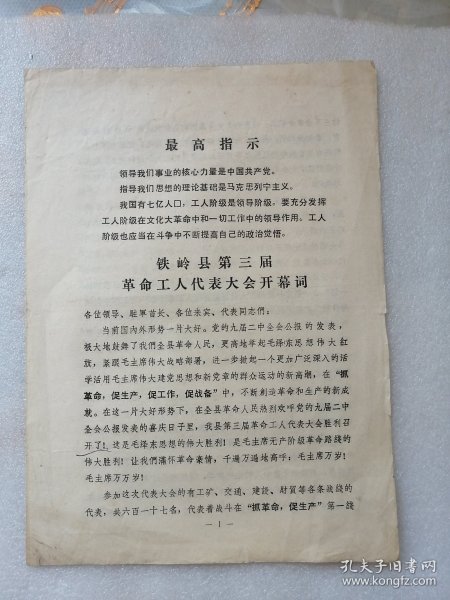 最高指示
领导我们事业的核心力量是中国共产党。
指导我们思想的理论基础是马克思列宁主义。
我国有七亿人口，工人阶级是领导阶级，要充分发挥
工人阶级在文化大革命中和一切工作中的领导作用。工人
阶级也应当在斗争中不断提高自己的政治觉悟。
铁岭县第三届
革命工人代表大会开幕词
各位领导、驻军首长、各位来宾、代表同志们：
当前国内外形势一片大好。党的九届二中全会公报的发表，
极大地鼓舞了我们全县革命人民，更高地举起毛泽东思想伟大红
旗，紧跟毛主席伟大战略部署，进一步掀起一个更加广泛深入的活
学活用毛主席伟大建党思想和新党章的群众运动的新高潮，在“抓
革命，促生产，促工作，促战备”中，不断创造革命和生产的新成
就。在这一片大好形势下，在全县革命人民热烈欢呼党的九届二中
全会公报发表的喜庆日子里，我县第三届革命工人代表大会胜利召
开了！这是毛泽东思想的伟大胜利！是毛主席无产阶级革命路线的
伟大胜利！让我们满怀革命豪情，千遍万遍地高呼：毛主席万岁！
毛主席万万岁！
参加这次代表大会的有工矿、交通、建设、财贸等各条战线的
代表，共六百一十七名，代表着战斗在“抓革命，促生产”第一线
— 1 —
孔夫子旧书网
www.kongfz.com